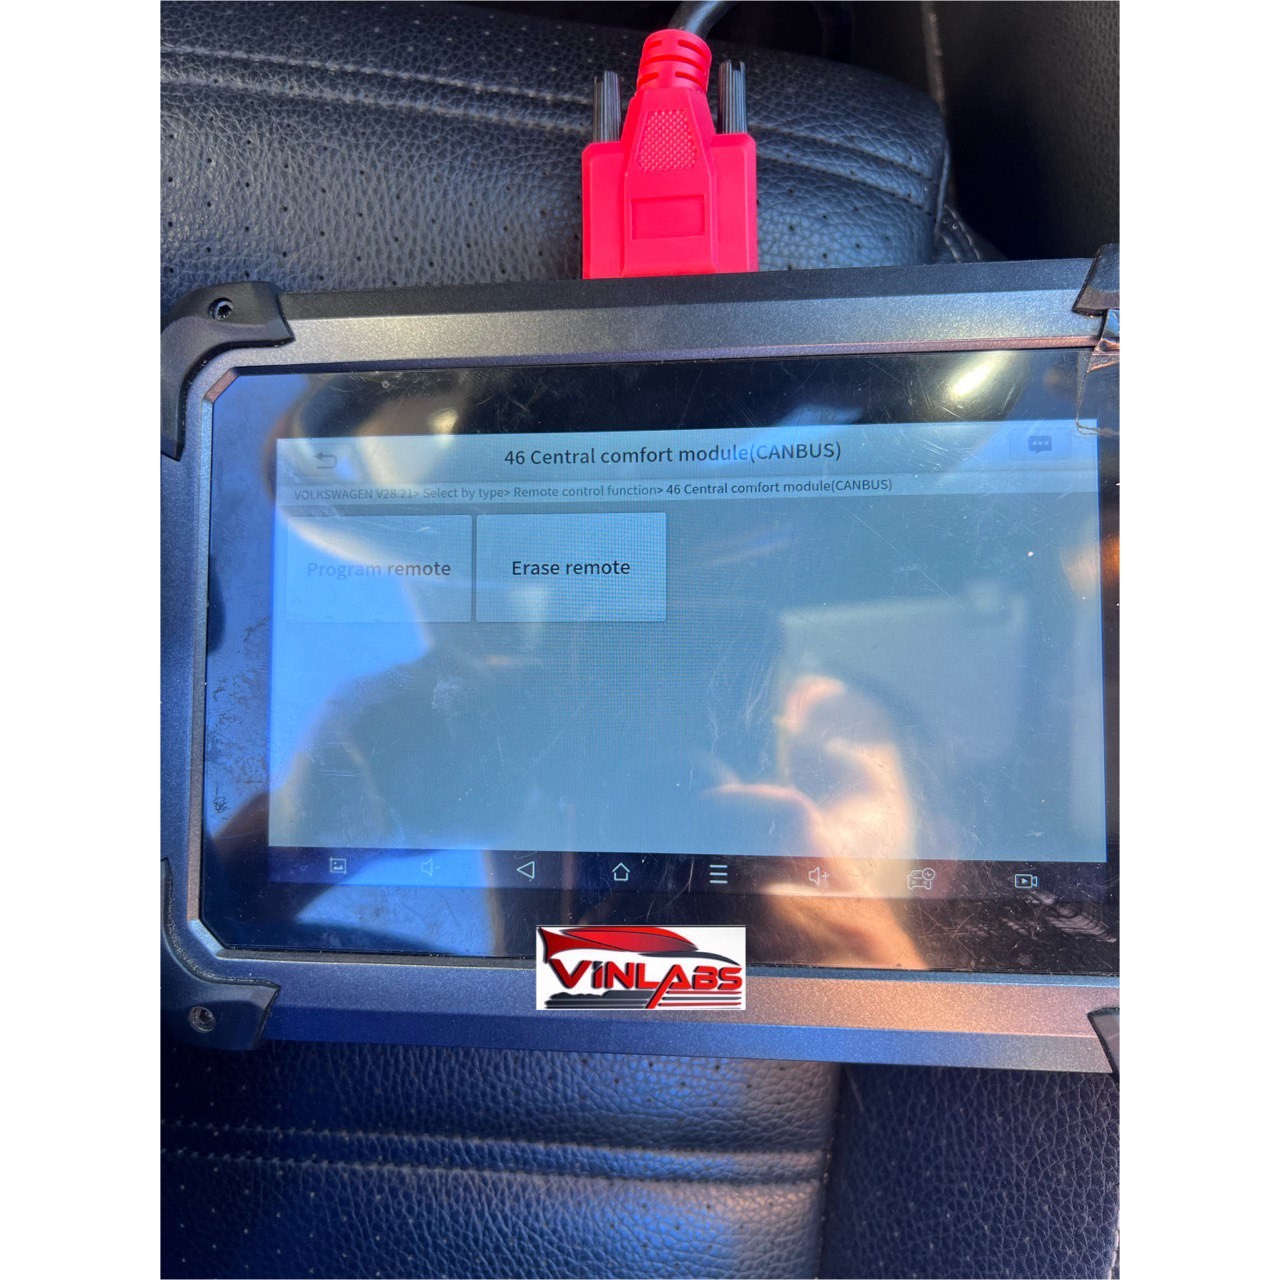 46 Central comfort module(CANBUS)
VOLKSWAGEN V28.21> Select by type> Remote control function> 46 Central comfort module(CANBUS)
Program remote
Erase remote
VINLABS